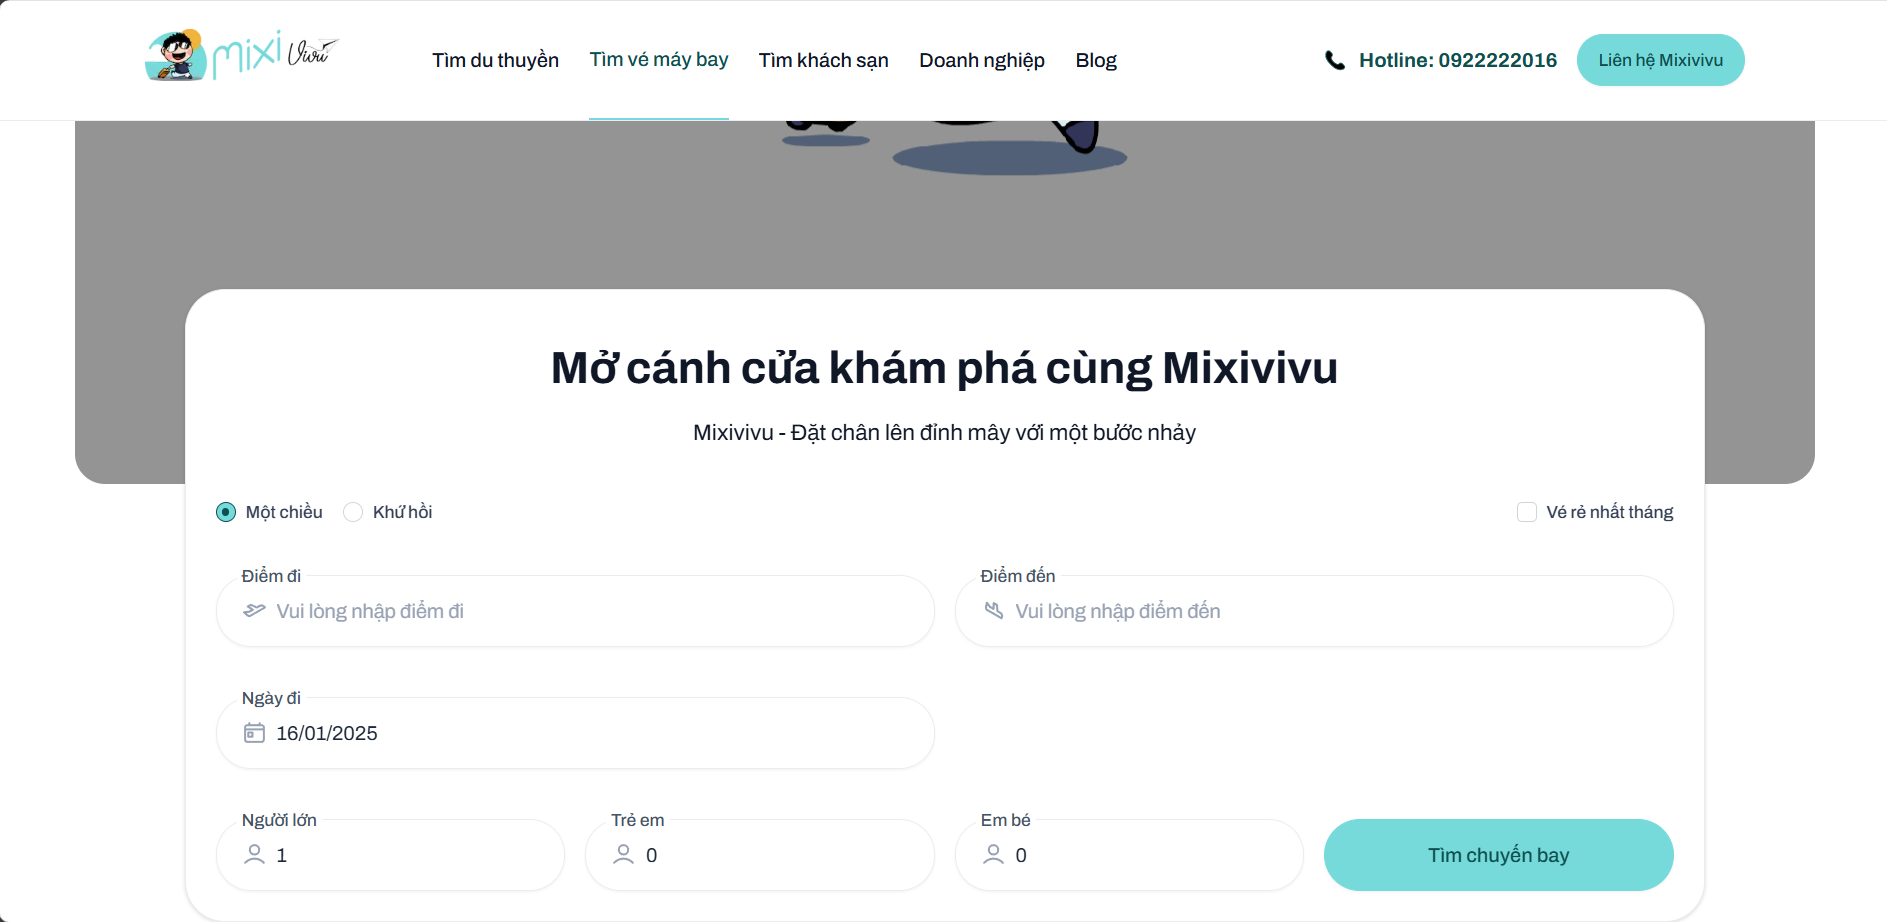 mixi Vivu
Tìm du thuyền
Tìm vé máy bay
Tìm khách sạn
Doanh nghiệp
Blog
Hotline: 0922222016
Liên hệ Mixivivu
Mở cánh cửa khám phá cùng Mixivivu
Mixivivu - Đặt chân lên đỉnh mây với một bước nhảy
Một chiều
Khứ hồi
Vé rẻ nhất tháng
Điểm đi
Vui lòng nhập điểm đi
Điểm đến
Vui lòng nhập điểm đến
Ngày đi
16/01/2025
Người lớn
1
Trẻ em
0
Em bé
0
Tìm chuyến bay